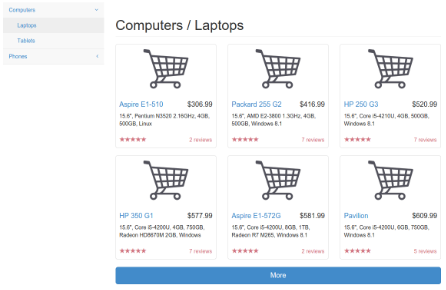 Computers
Laptops
Tablets
Phones
Computers / Laptops
Aspire E1-510 $306.99
15.6", Pentium N3520 2.16GHz, 4GB,
500GB, Linux
2 reviews
Packard 255 G2 $416.99
15.6", AMD E2-3800 1.3GHz, 4GB,
500GB, Windows 8.1
7 reviews
HP 250 G3 $520.99
15.6", Core i5-4210U, 4GB, 500GB,
Windows 8.1
7 reviews
HP 350 G1 $577.99
15.6", Core i5-4200U, 4GB, 750GB,
Radeon HD8670M 2GB, Windows
7 reviews
Aspire E1-572G $581.99
15.6", Core i5-4200U, 8GB, 1TB,
Radeon R7 M265, Windows 8.1
2 reviews
Pavilion $609.99
15.6", Core i5-4200U, 6GB, 750GB,
Windows 8.1
5 reviews
More